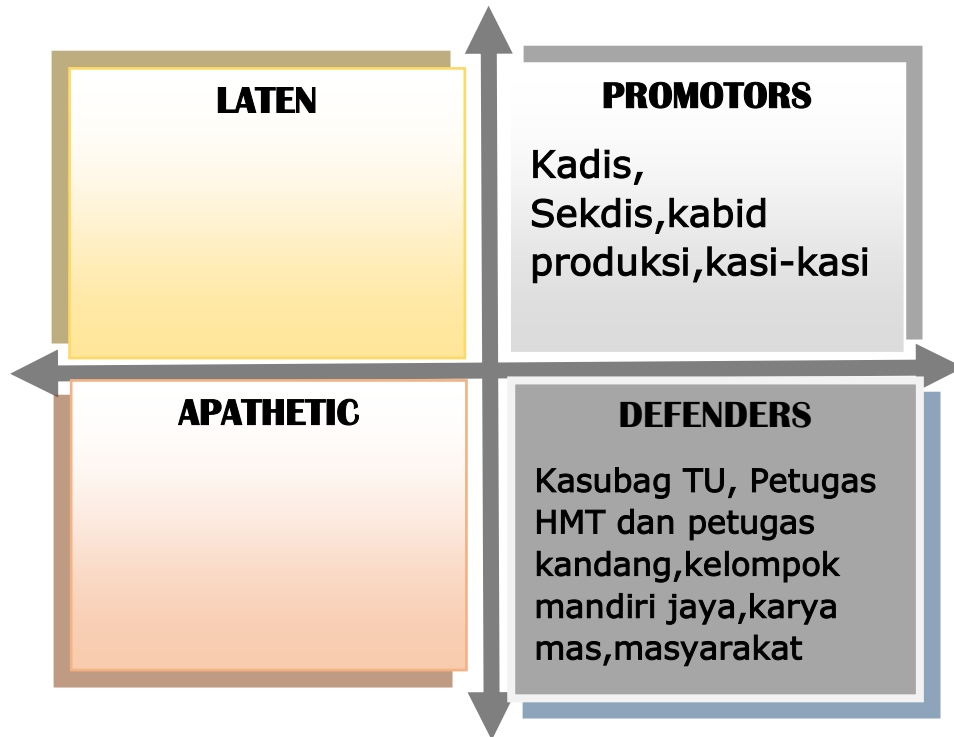 LATEN
PROMOTORS
Kadis,
Sekdis,kabid
produksi,kasi-kasi
APATHETIC
DEFENDERS
Kasubag TU, Petugas
HMT dan petugas
kandang,kelompok
mandiri jaya,karya
mas,masyarakat